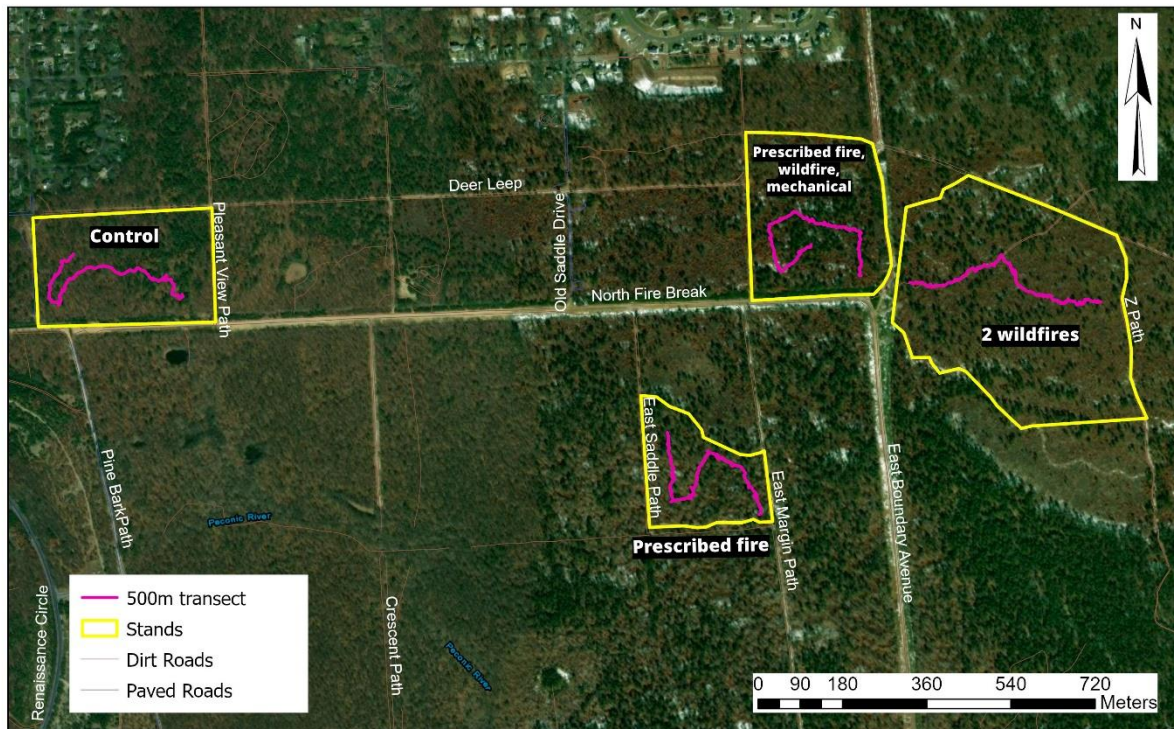 N
Prescribed fire,
wildfire,
mechanical
Deer Leep
Control
Pleasant View Path
Old Saddle Drive
North Fire Break
Z Path
2 wildfires
East Saddle Path
East Margin Path
East Boundary Avenue
Prescribed fire
Pine BarkPath
Peconic River
Crescent Path
Peconic River
Renaissance Circle
500m transect
Stands
Dirt Roads
Paved Roads
0 90 180 360 540 720
Meters